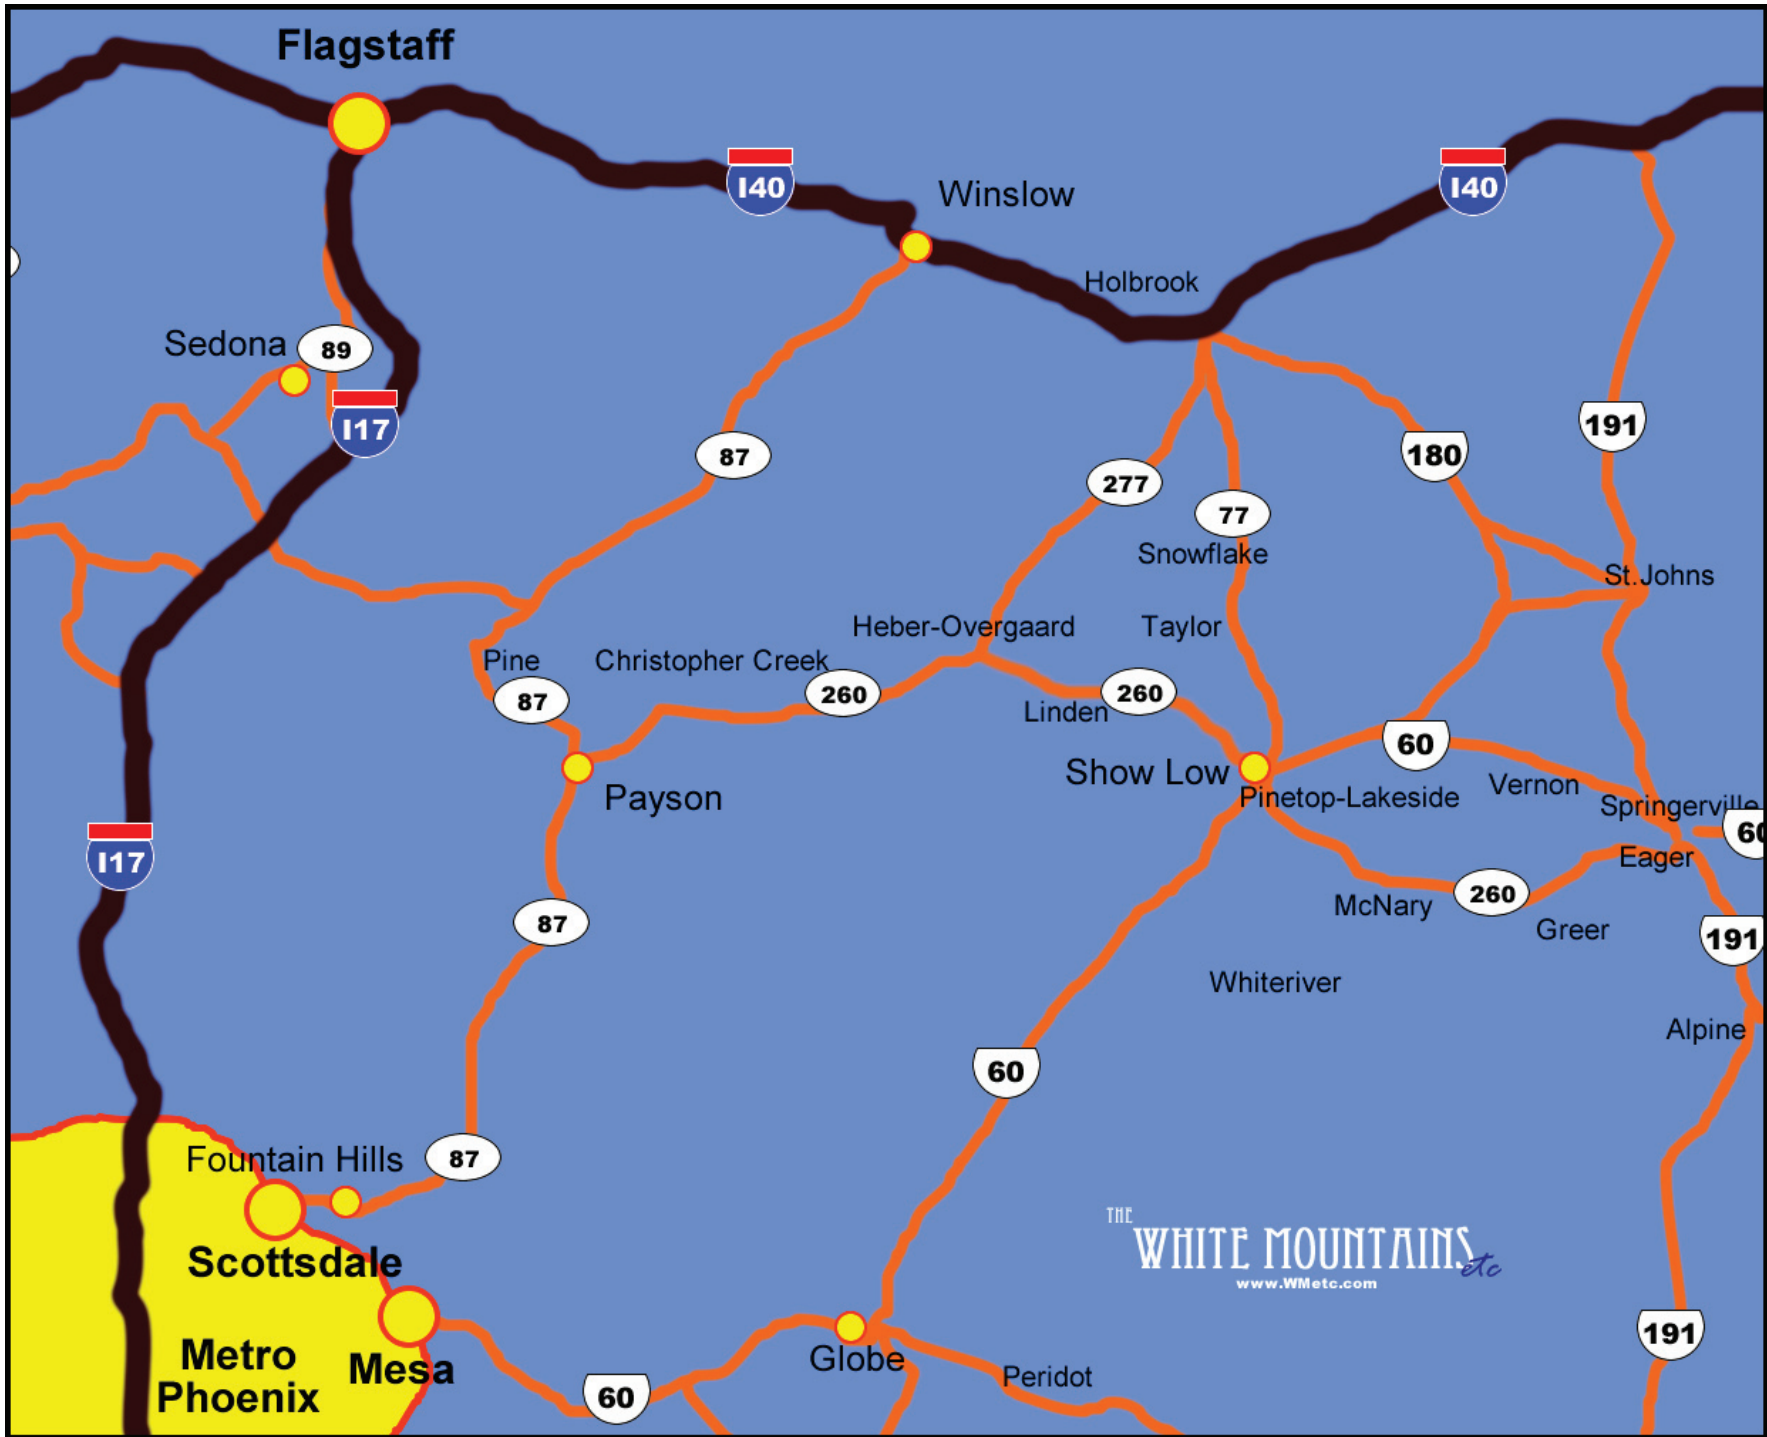 Flagstaff
I40
Winslow
I40
Holbrook
Sedona
89
I17
87
277
77
180
191
Snowflake
St.Johns
Heber-Overgaard
Taylor
Pine
Christopher Creek
87
260
260
Linden
60
Show Low
Payson
Pinetop-Lakeside
Vernon
Springerville
60
I17
Eager
87
McNary
260
Greer
191
Whiteriver
Alpine
60
Fountain Hills
87
Scottsdale
THE
WHITE MOUNTAINS
etc
www.WMetc.com
Metro
Phoenix
Mesa
Globe
60
Peridot
191